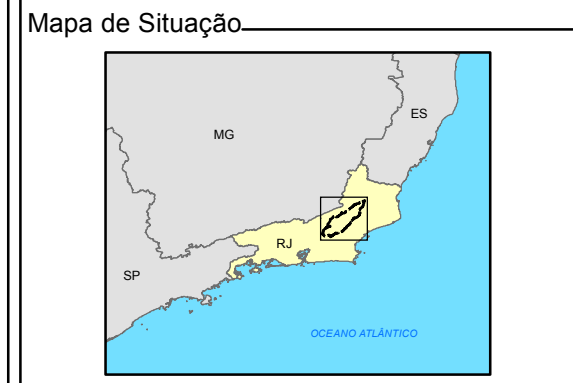 Mapa de Situação
ES
MG
RJ
SP
OCEANO ATLÂNTICO